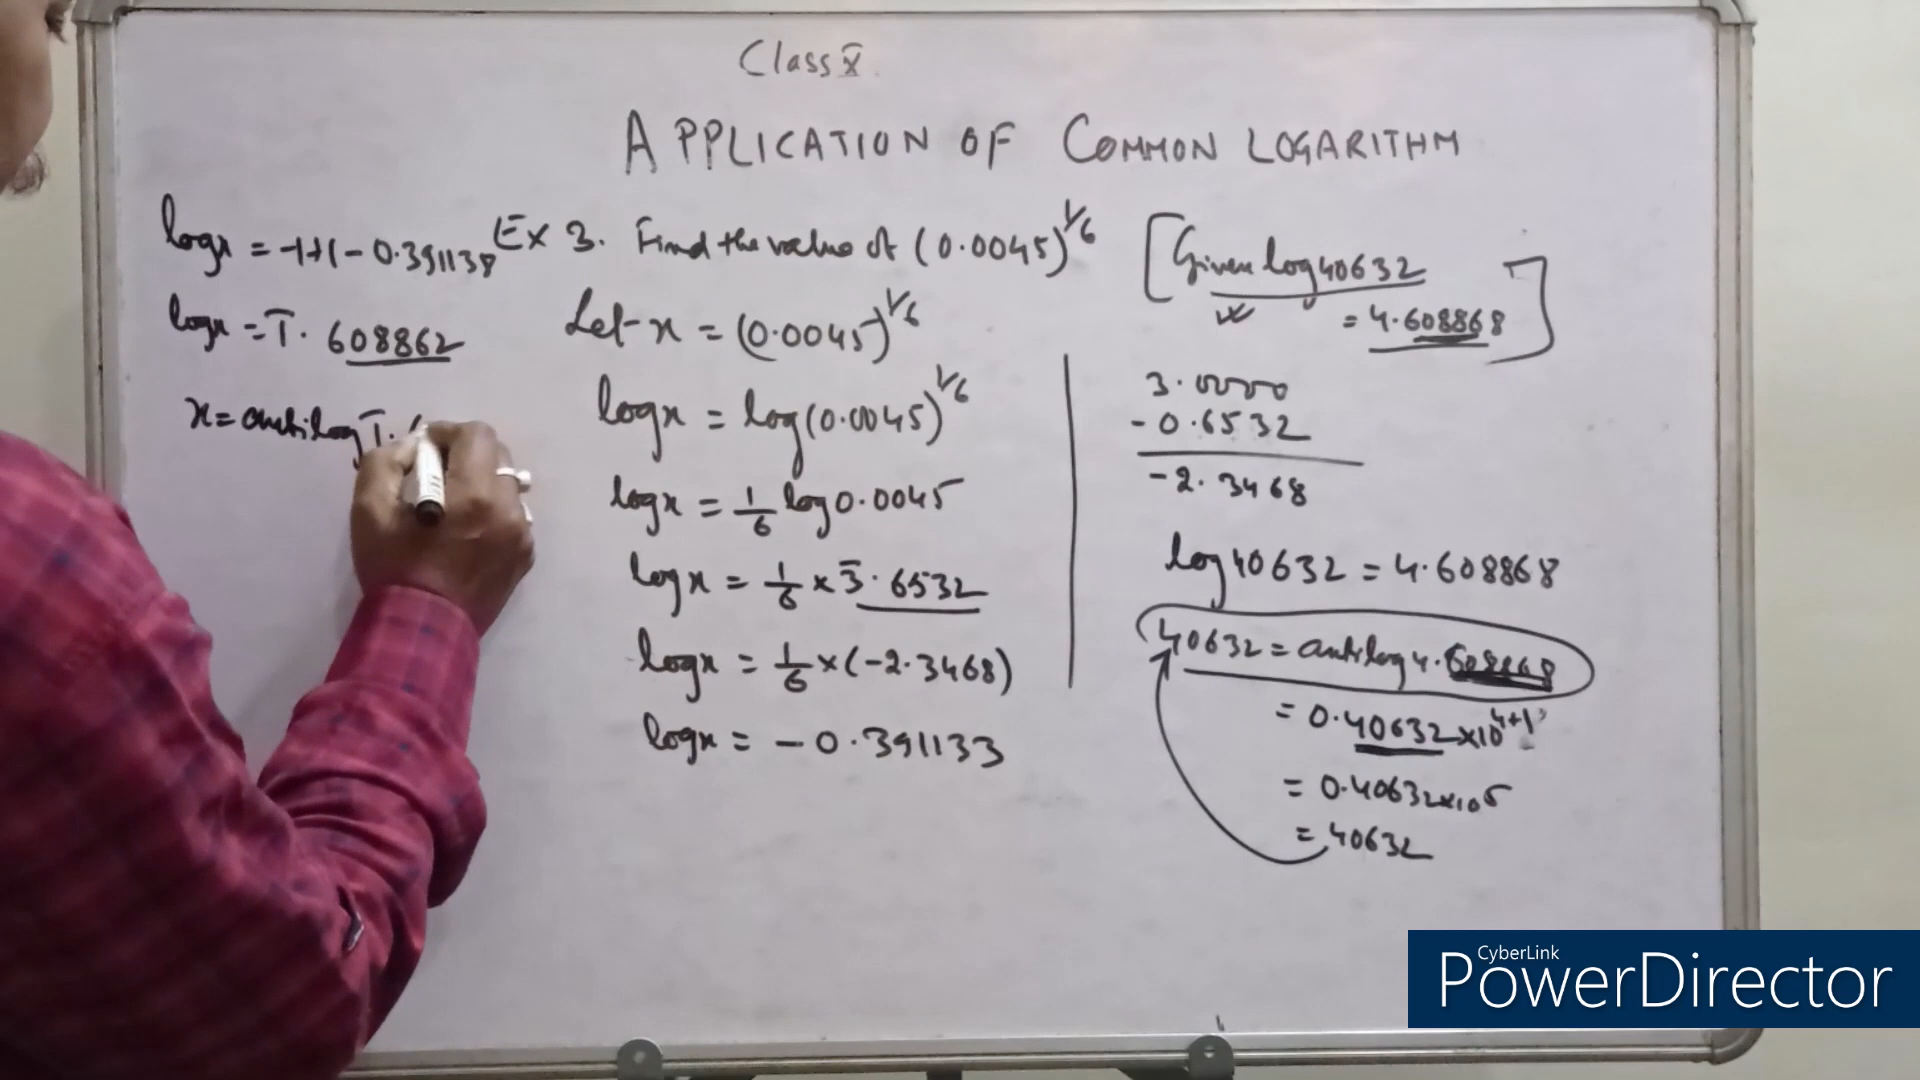 Class X
APPLICATION OF COMMON LOGARITHM
Ex 3. Find the value of (0.0045)^1/6
[Given log 40632
= 4.608868]
Let x = (0.0045)^1/6
log x = log(0.0045)^1/6
log x = 1/6 log 0.0045
log x = 1/6 × 3̅.6532
log x = 1/6 × (-2.3468)
log x = -0.391133
3.0000
- 0.6532
-2.3468
log 40632 = 4.608868
40632 = antilog 4.608868
= 0.40632×10^4+1
= 0.40632×10^5
= 40632
log x = -1+1-0.391138
log x = 1̅.608862
x = antilog 1̅.
CyberLink
PowerDirector